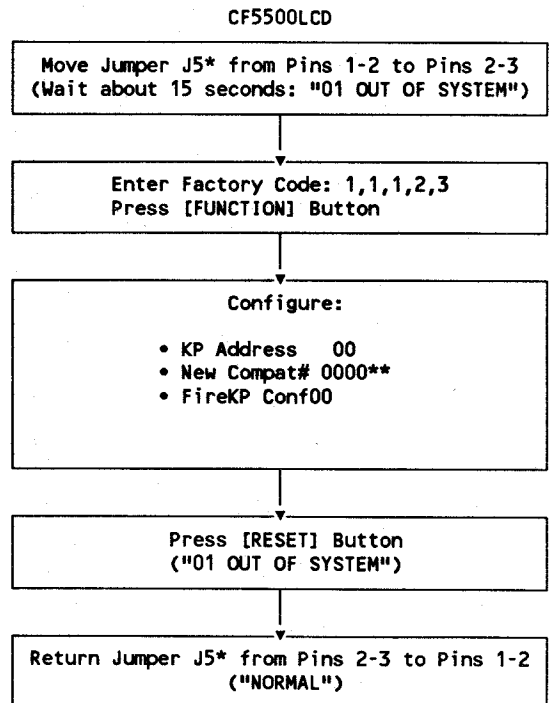 CF5500LCD
Move Jumper J5* from Pins 1-2 to Pins 2-3
(Wait about 15 seconds: "01 OUT OF SYSTEM")
Enter Factory Code: 1,1,1,2,3
Press [FUNCTION] Button
Configure:
• KP Address 00
• New Compat# 0000**
• FireKP Conf00
Press [RESET] Button
("01 OUT OF SYSTEM")
Return Jumper J5* from Pins 2-3 to Pins 1-2
("NORMAL")